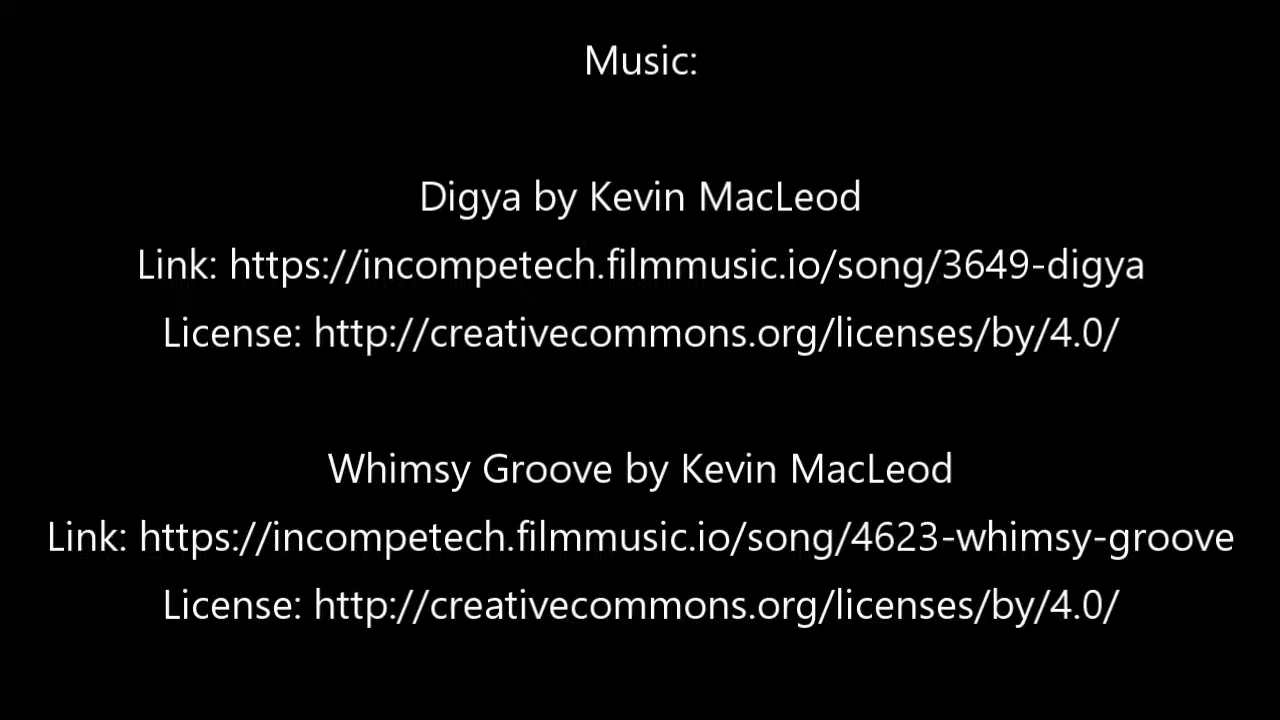 Music:
Digya by Kevin MacLeod
Link: https://incompetech.filmmusic.io/song/3649-digya
License: http://creativecommons.org/licenses/by/4.0/
Whimsy Groove by Kevin MacLeod
Link: https://incompetech.filmmusic.io/song/4623-whimsy-groove
License: http://creativecommons.org/licenses/by/4.0/